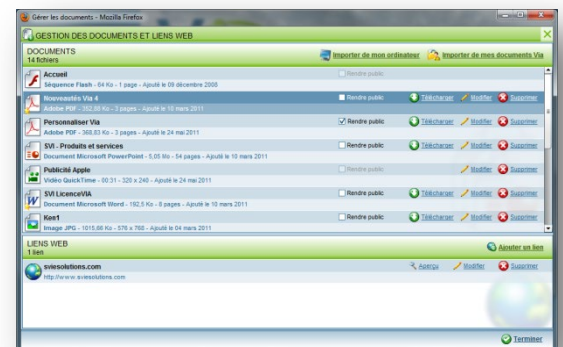 Gérer les documents - Mozilla Firefox
GESTION DES DOCUMENTS ET LIENS WEB
DOCUMENTS
14 fichiers
Importer de mon ordinateur
Importer de mes documents Via
Accueil
Rendre public
Séquence Flash - 64 Ko - 1 page - Ajouté le 09 décembre 2008
Nouveautés Via 4
Rendre public
Télécharger
Modifier
Supprimer
Adobe PDF - 352,80 Ko - 3 pages - Ajouté le 10 mars 2011
Personnaliser Via
Rendre public
Télécharger
Modifier
Supprimer
Adobe PDF - 368,83 Ko - 3 pages - Ajouté le 24 mai 2011
SVI - Produits et services
Rendre public
Télécharger
Modifier
Supprimer
Document Microsoft PowerPoint - 5,05 Mo - 54 pages - Ajouté le 10 mars 2011
Publicité Apple
Rendre public
Modifier
Supprimer
Vidéo QuickTime - 00:31 - 320 x 240 - Ajouté le 24 mai 2011
SVI LicenceVIA
Rendre public
Télécharger
Modifier
Supprimer
Document Microsoft Word - 192,5 Ko - 8 pages - Ajouté le 10 mars 2011
Ken1
Rendre public
Télécharger
Modifier
Supprimer
Image JPG - 1015,66 Ko - 576 x 768 - Ajouté le 04 mars 2011
LIENS WEB
1 lien
Ajouter un lien
sviesolutions.com
Aperçu
Modifier
Supprimer
http://www.sviesolutions.com
Terminer